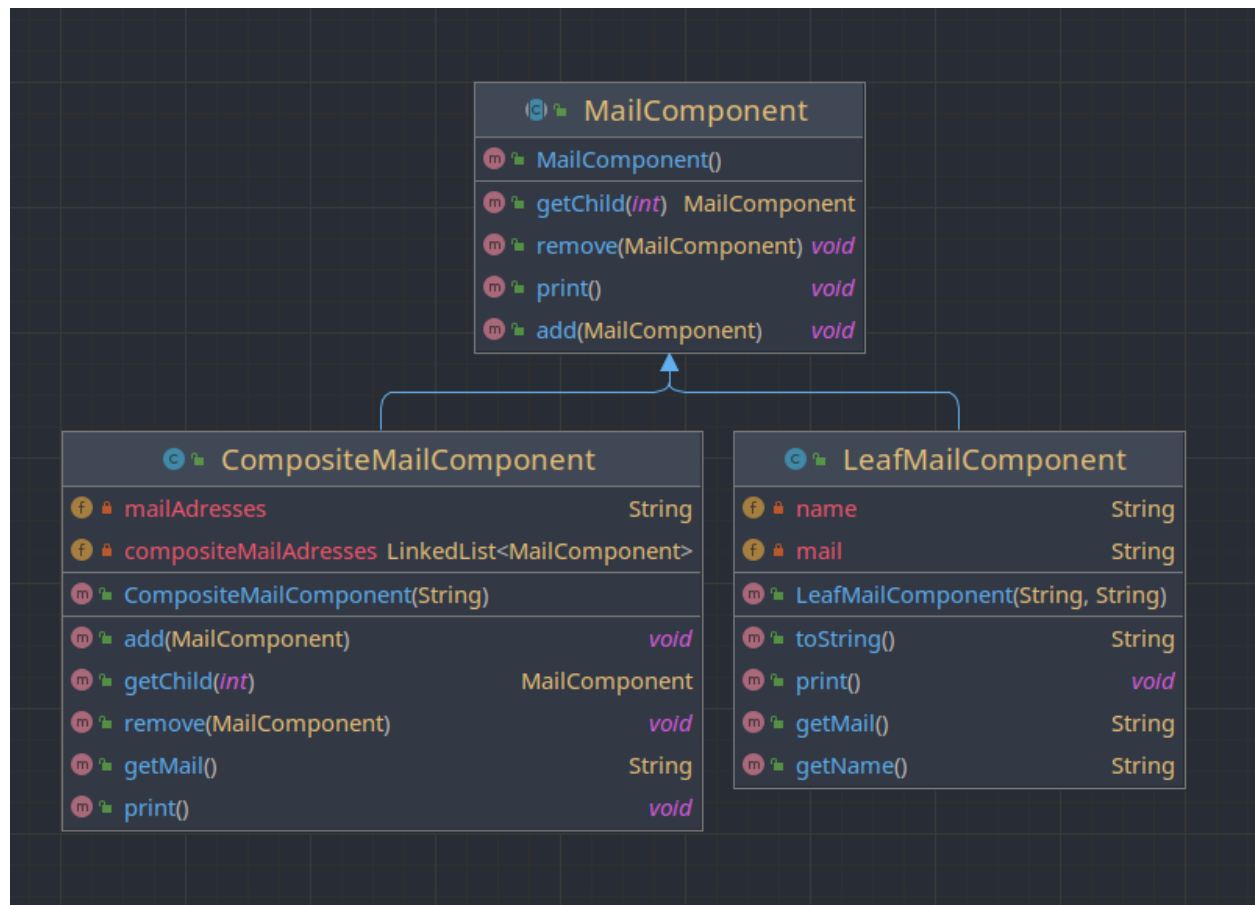 MailComponent
MailComponent()
getChild(int) MailComponent
remove(MailComponent) void
print() void
add(MailComponent) void
CompositeMailComponent
mailAdresses String
compositeMailAdresses LinkedList<MailComponent>
CompositeMailComponent(String)
add(MailComponent) void
getChild(int) MailComponent
remove(MailComponent) void
getMail() String
print() void
LeafMailComponent
name String
mail String
LeafMailComponent(String, String)
toString() String
print() void
getMail() String
getName() String